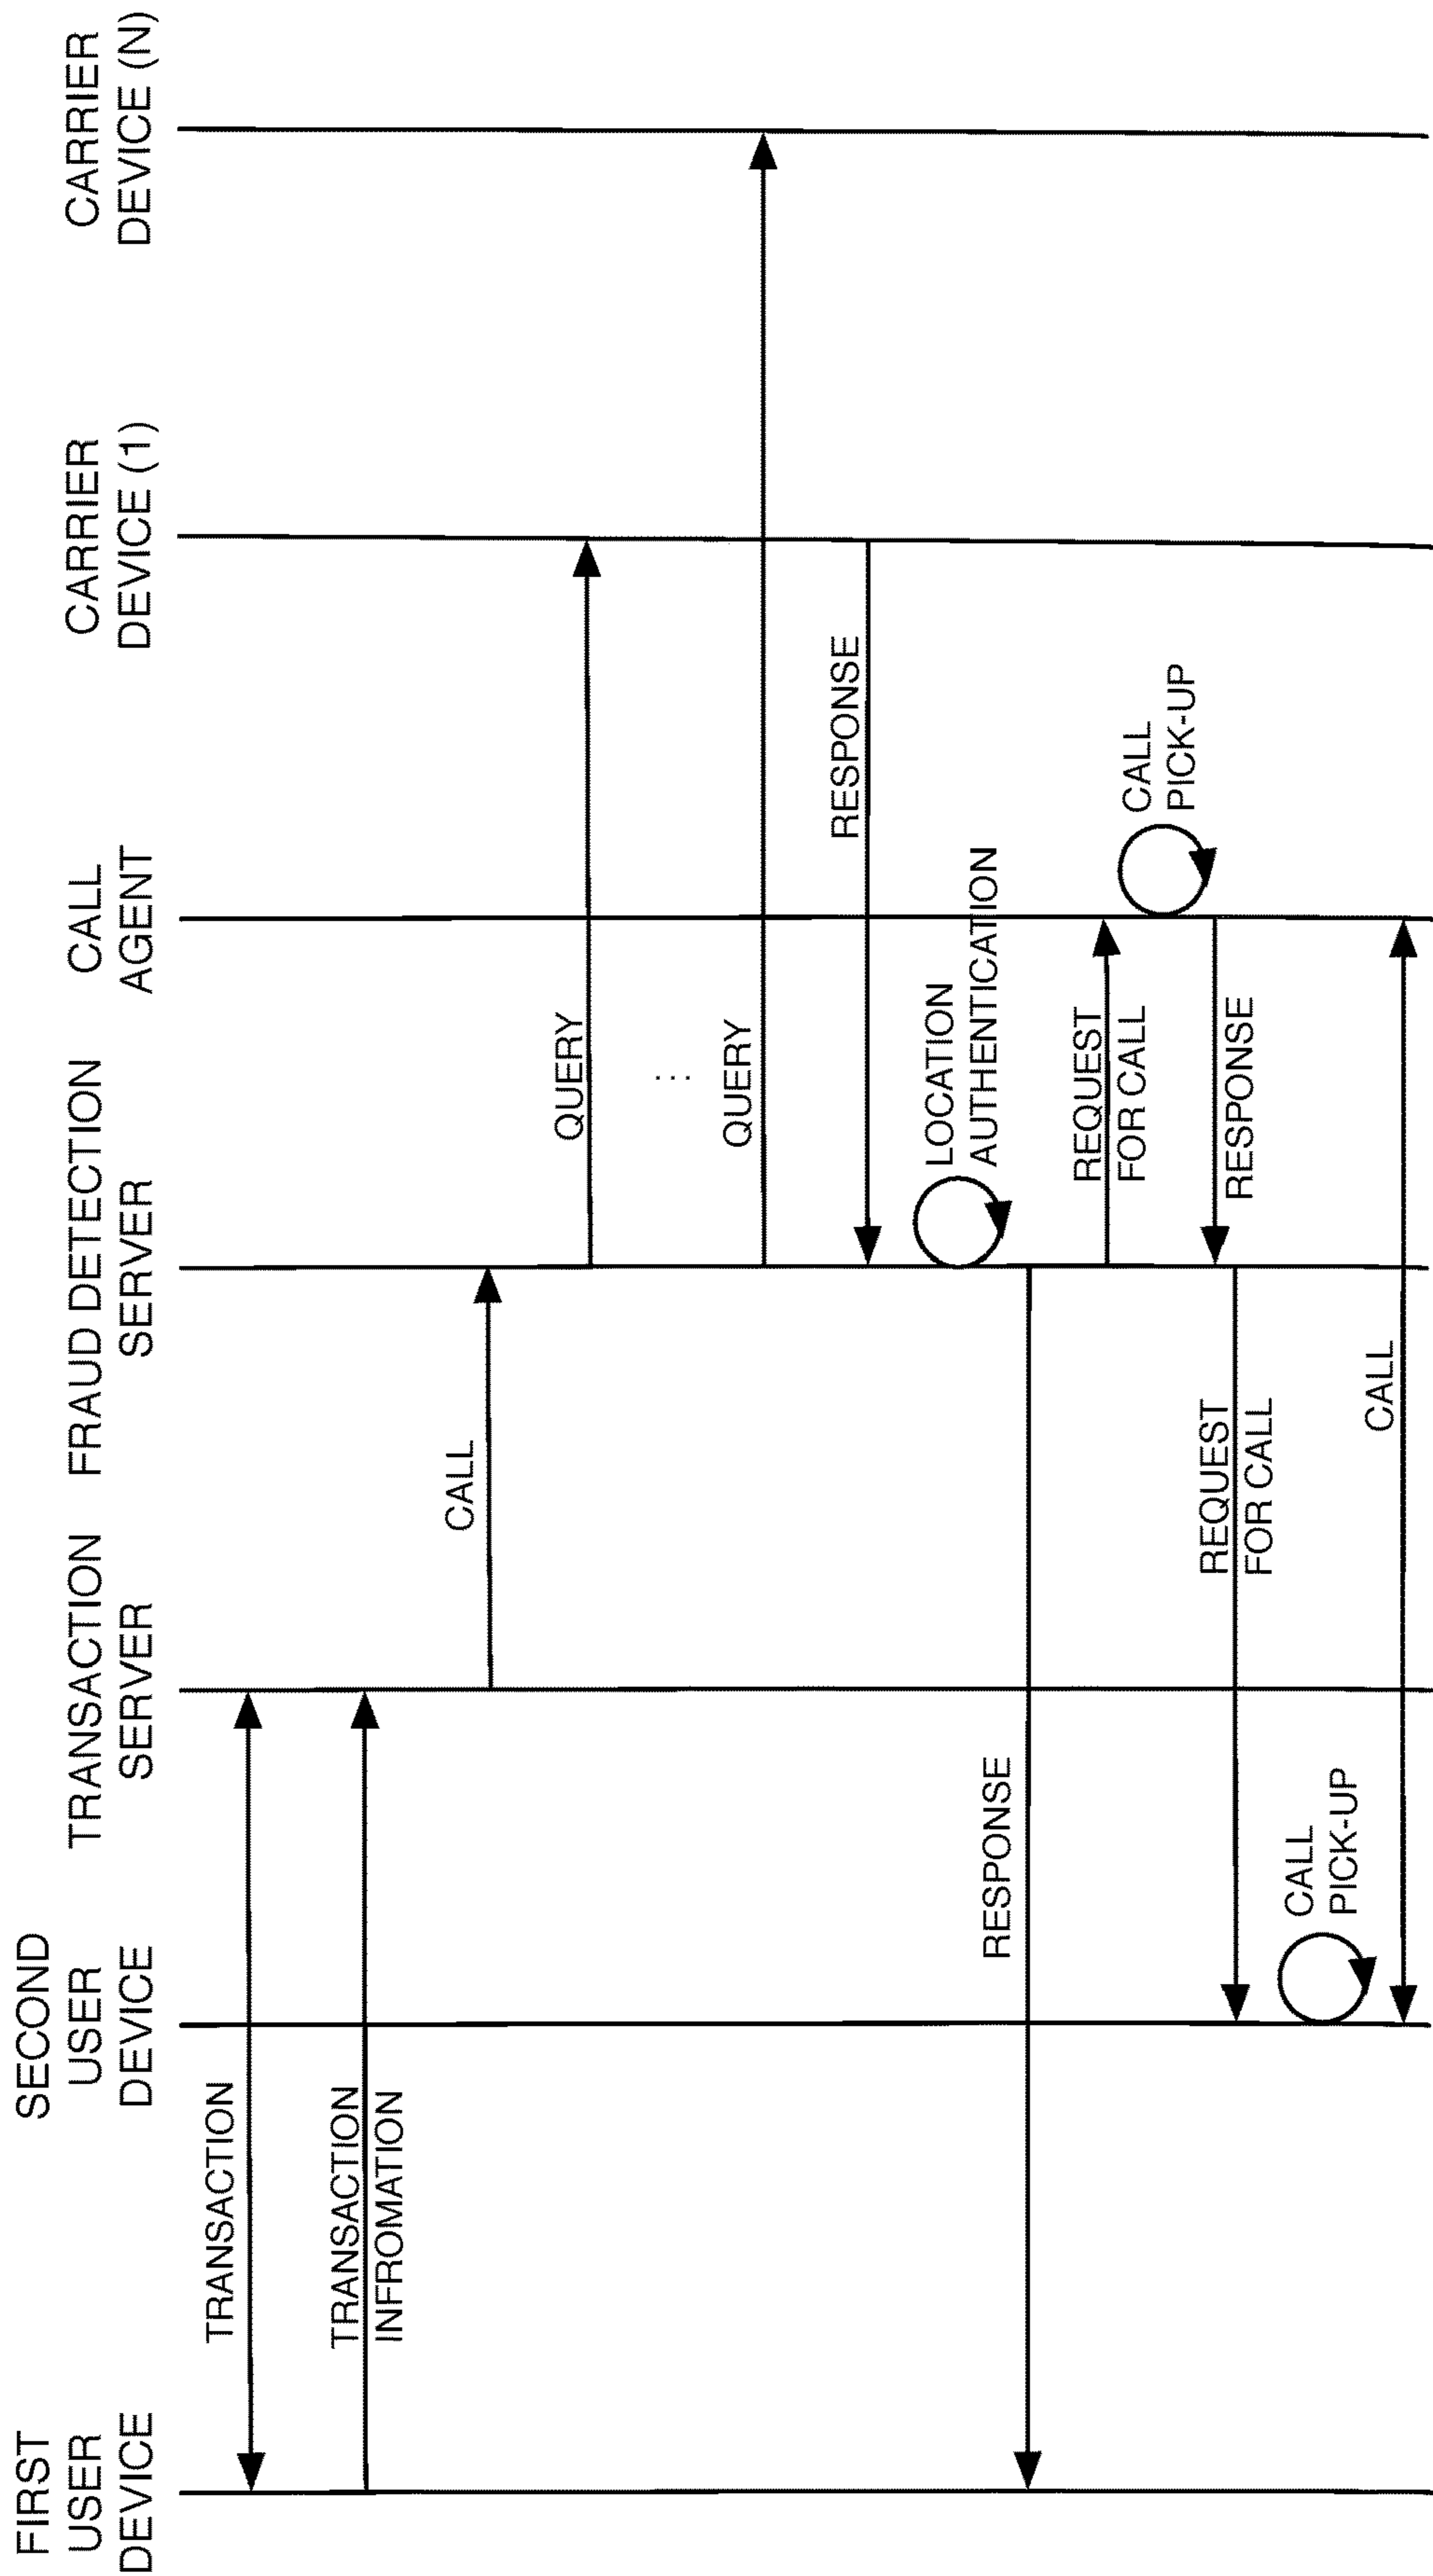 FIRST
USER
DEVICE
SECOND
USER
DEVICE
TRANSACTION
SERVER
FRAUD DETECTION
SERVER
CALL
AGENT
CARRIER
DEVICE (1)
CARRIER
DEVICE (N)
TRANSACTION
TRANSACTION
INFROMATION
CALL
QUERY
...
QUERY
RESPONSE
LOCATION
AUTHENTICATION
RESPONSE
REQUEST
FOR CALL
CALL
PICK-UP
RESPONSE
REQUEST
FOR CALL
CALL
PICK-UP
CALL